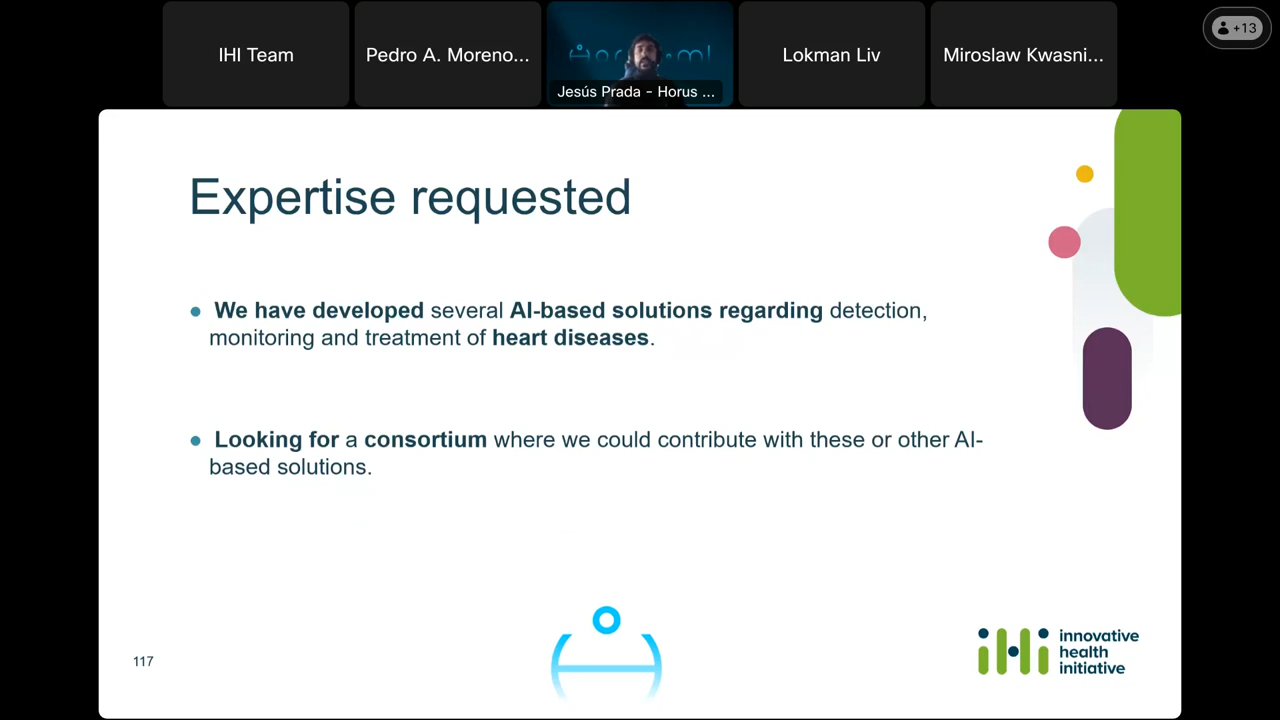 IHI Team
Pedro A. Moreno...
Jesús Prada - Horus ...
Lokman Liv
Miroslaw Kwasni...
+13
Expertise requested
We have developed several AI-based solutions regarding detection,
monitoring and treatment of heart diseases.
Looking for a consortium where we could contribute with these or other AI-
based solutions.
117
iHi
innovative
health
initiative